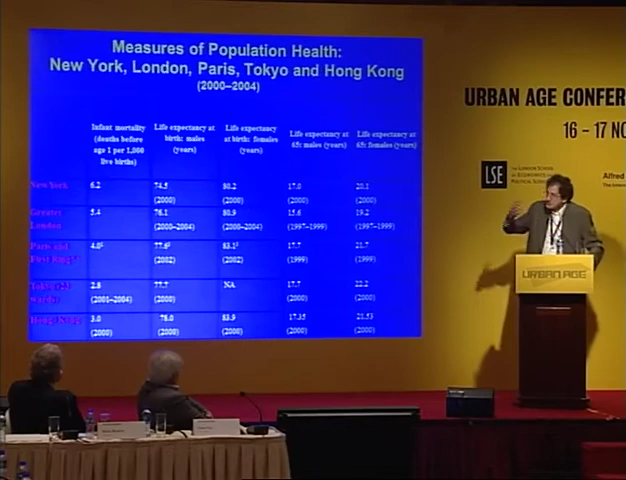 Measures of Population Health:
New York, London, Paris, Tokyo and Hong Kong
(2000–2004)
Infant mortality (deaths before age 1 per 1,000 live births)
Life expectancy at birth: males (years)
Life expectancy at birth: females (years)
Life expectancy at 65: males (years)
Life expectancy at 65: females (years)
New York 6.2 74.5 (2000) 80.2 (2000) 17.0 (2000) 20.1 (2000)
Greater London 5.4 76.1 (2000–2004) 80.9 (2000–2004) 15.6 (1997–1999) 19.2 (1997–1999)
Paris and First Ring 4.0 77.6 (2002) 83.1 (2002) 17.7 (1999) 21.7 (1999)
2.8 (2001–2004) 77.7 (2000) NA 17.7 (2000) 22.2 (2000)
Hong Kong 3.0 (2000) 78.0 (2000) 83.9 (2000) 17.35 (2000) 21.53 (2000)
URBAN AGE CONFER
16 – 17 NO
LSE
THE LONDON SCHOOL
OF ECONOMICS
POLITICAL
Alfred
URBAN AGE